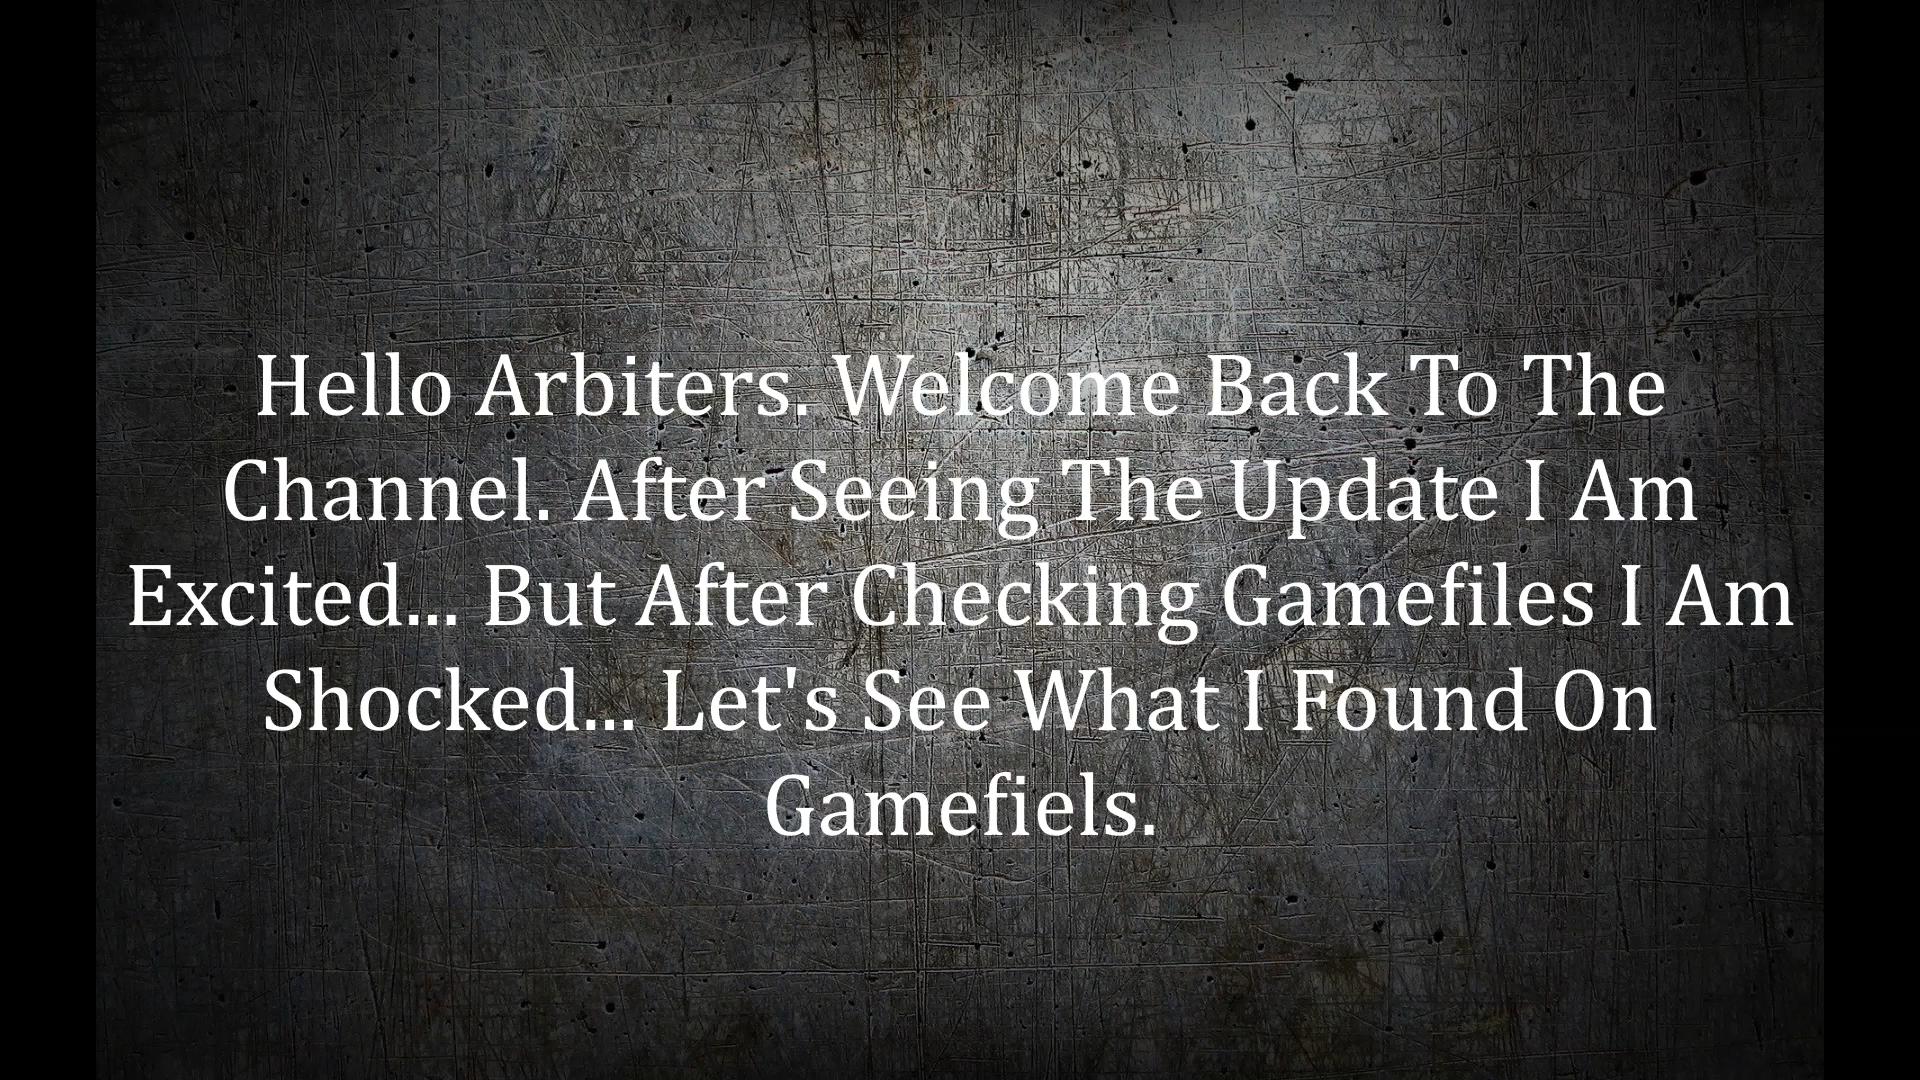 Hello Arbiters. Welcome Back To The
Channel. After Seeing The Update I Am
Excited... But After Checking Gamefiles I Am
Shocked... Let's See What I Found On
Gamefiels.